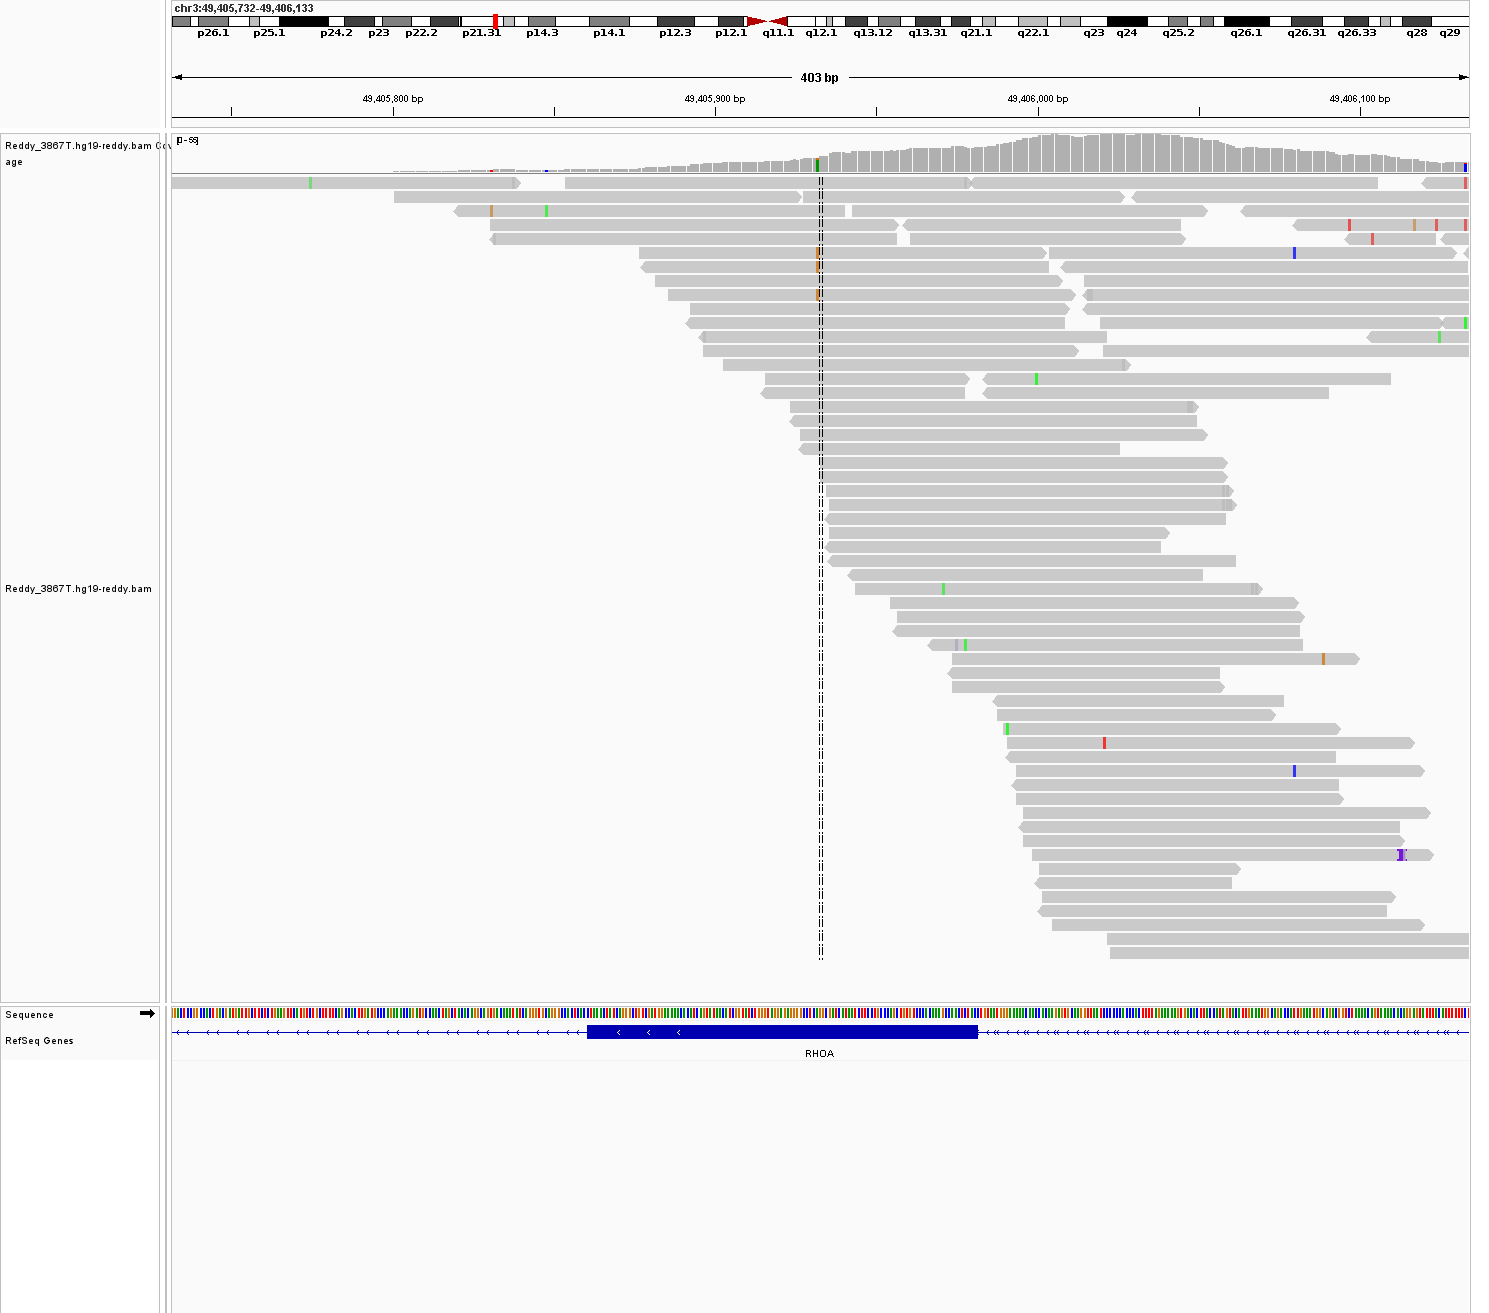 chr3:49,405,732-49,406,133
p26.1 p25.1 p24.2 p23 p22.2 p21.31 p14.3 p14.1 p12.3 p12.1 q11.1 q12.1 q13.12 q13.31 q21.1 q22.1 q23 q24 q25.2 q26.1 q26.31 q26.33 q28 q29
403 bp
49,405,800 bp 49,405,900 bp 49,406,000 bp 49,406,100 bp
Reddy_3867T.hg19-reddy.bam Cov
age
Reddy_3867T.hg19-reddy.bam
Sequence
RefSeq Genes
RHOA